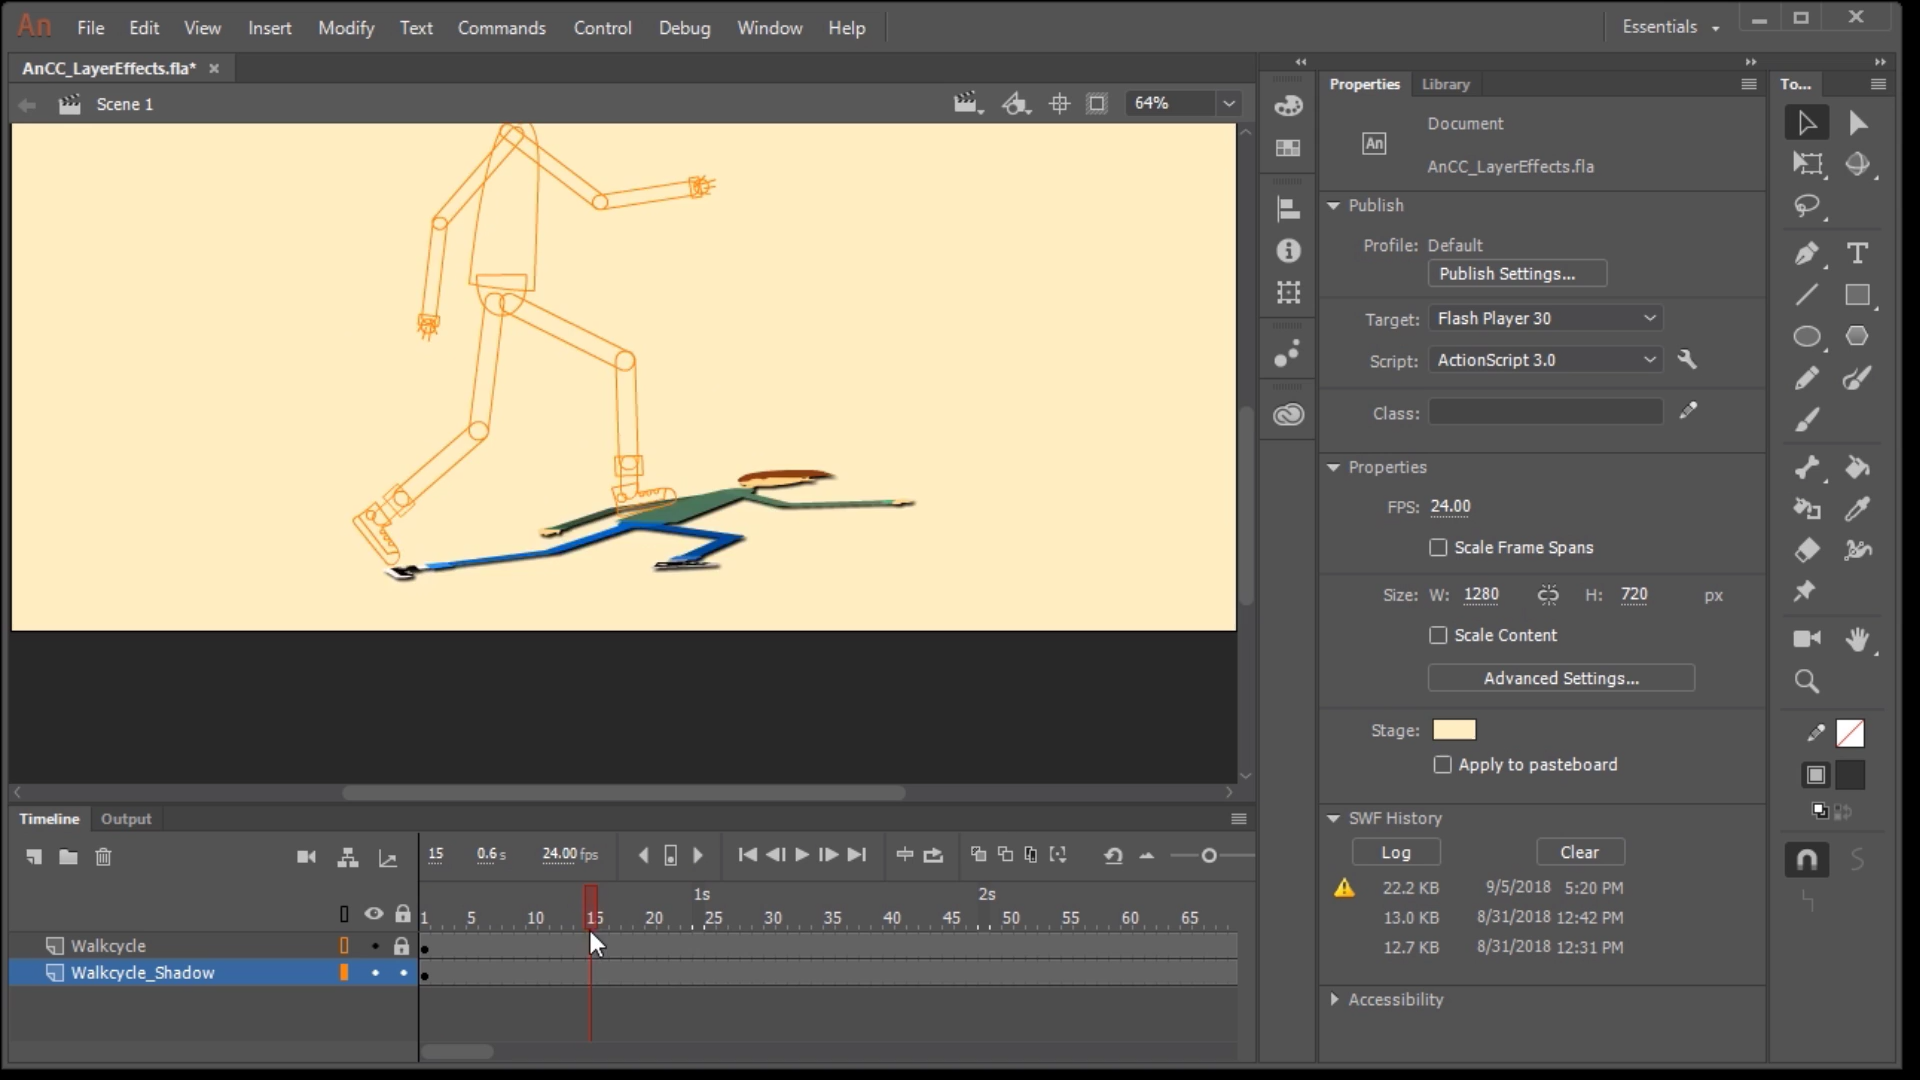 An File Edit View Insert Modify Text Commands Control Debug Window Help Essentials
AnCC_LayerEffects.fla*
Scene 1
64%
Properties Library
To...
Document
An
AnCC_LayerEffects.fla
Publish
Profile: Default
Publish Settings...
Target: Flash Player 30
Script: ActionScript 3.0
Class:
Properties
FPS: 24.00
Scale Frame Spans
Size: W: 1280 H: 720 px
Scale Content
Advanced Settings...
Stage:
Apply to pasteboard
SWF History
Log Clear
22.2 KB 9/5/2018 5:20 PM
13.0 KB 8/31/2018 12:42 PM
12.7 KB 8/31/2018 12:31 PM
Accessibility
Timeline Output
15 0.6 s 24.00 fps
1s 2s
1 5 10 15 20 25 30 35 40 45 50 55 60 65
Walkcycle
Walkcycle_Shadow